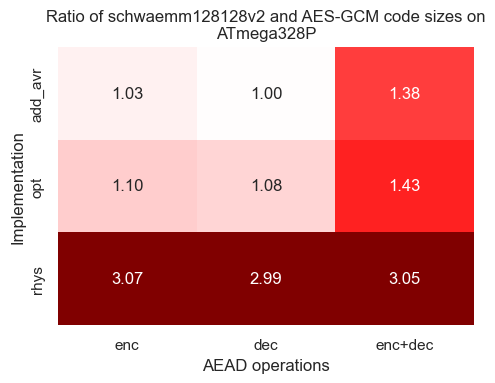 Ratio of schwaemm128128v2 and AES-GCM code sizes on
ATmega328P
Implementation
add_avr
1.03 1.00 1.38
opt
1.10 1.08 1.43
rhys
3.07 2.99 3.05
enc dec enc+dec
AEAD operations